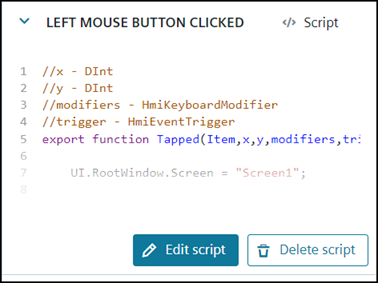 LEFT MOUSE BUTTON CLICKED </> Script
1 //x - DInt
2 //y - DInt
3 //modifiers - HmiKeyboardModifier
4 //trigger - HmiEventTrigger
5 export function Tapped(Item,x,y,modifiers,tri
6
7 UI.RootWindow.Screen = "Screen1";
8
Edit script Delete script